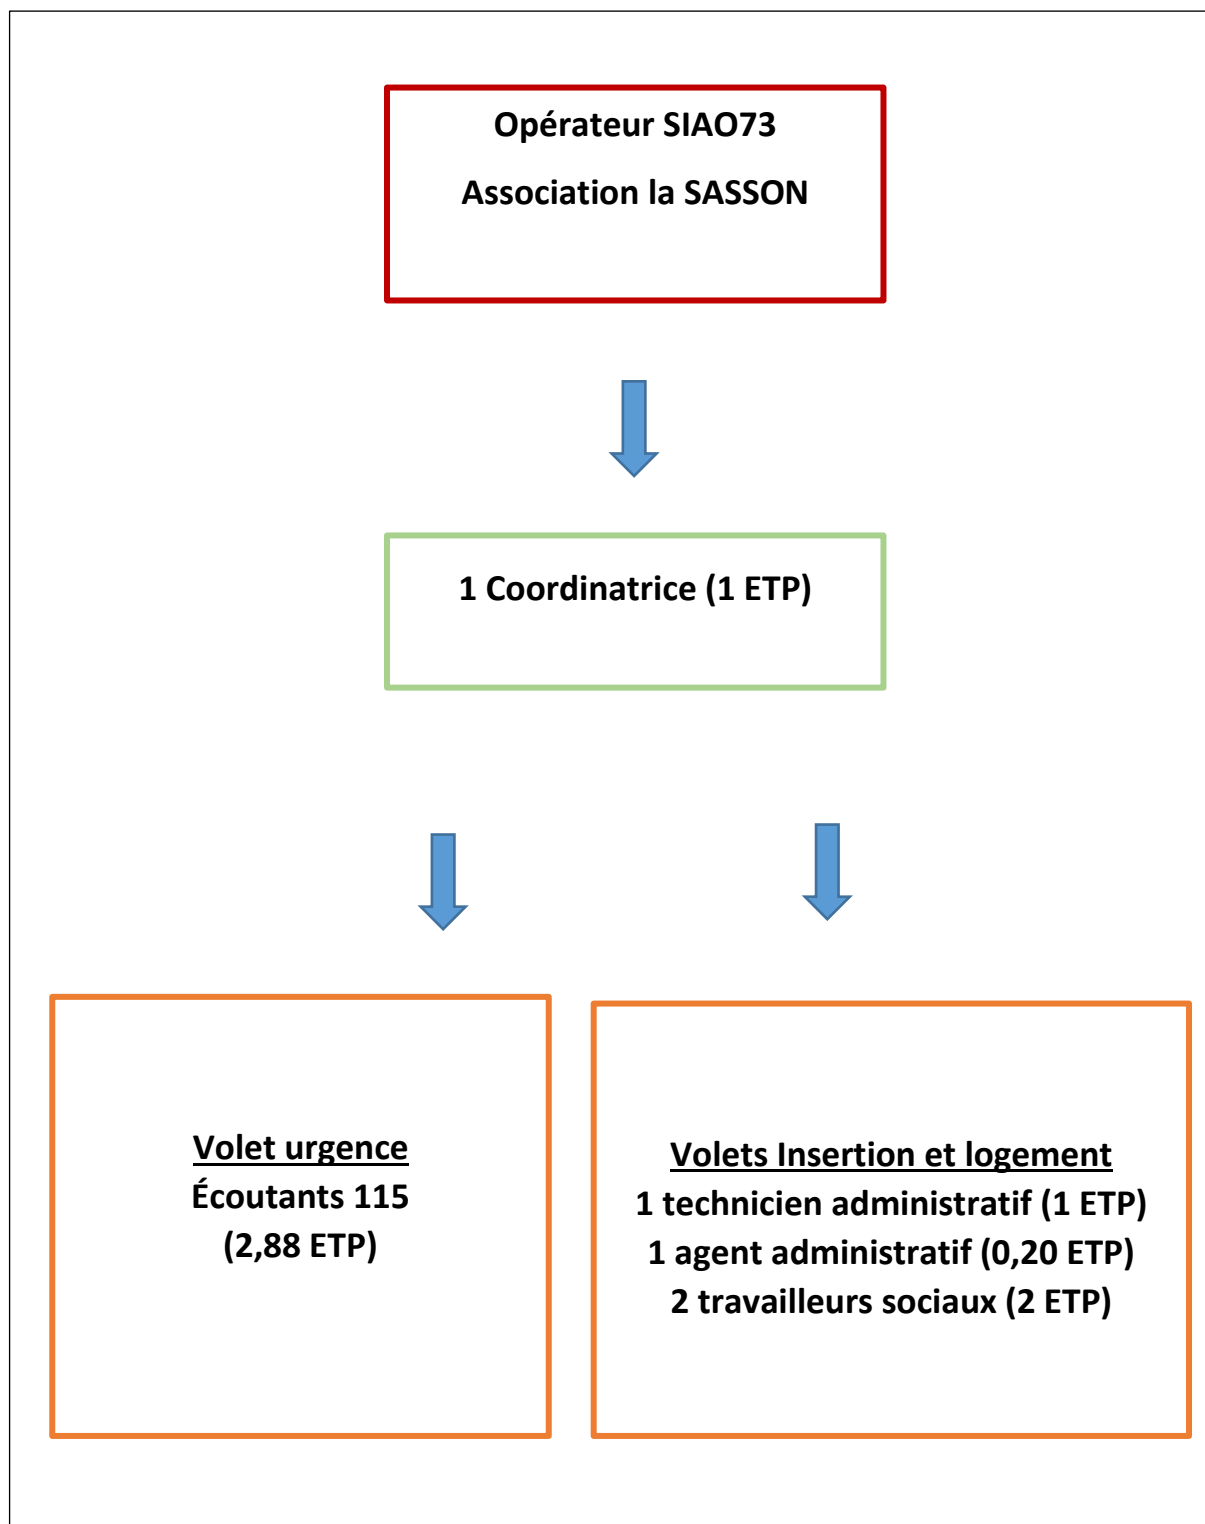 Opérateur SIAO73
Association la SASSON
1 Coordinatrice (1 ETP)
Volet urgence
Écoutants 115
(2,88 ETP)
Volets Insertion et logement
1 technicien administratif (1 ETP)
1 agent administratif (0,20 ETP)
2 travailleurs sociaux (2 ETP)